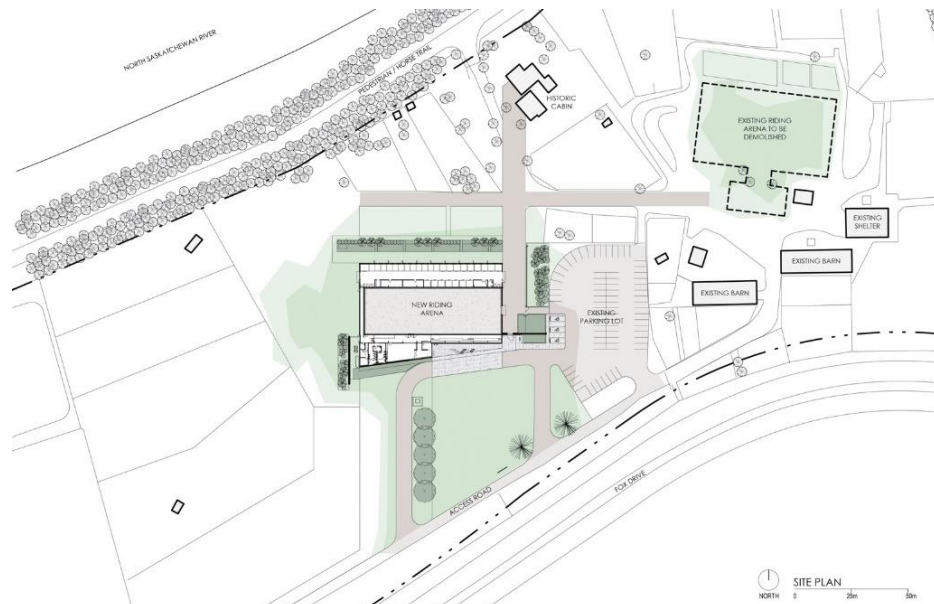 NORTH SASKATCHEWAN RIVER
PEDESTRIAN / HORSE TRAIL
HISTORIC
CABIN
EXISTING RIDING
ARENA TO BE
DEMOLISHED
EXISTING
SHELTER
EXISTING BARN
EXISTING BARN
NEW RIDING
ARENA
EXISTING
PARKING LOT
ACCESS ROAD
FOX DRIVE
NORTH
SITE PLAN
0 25m 50m